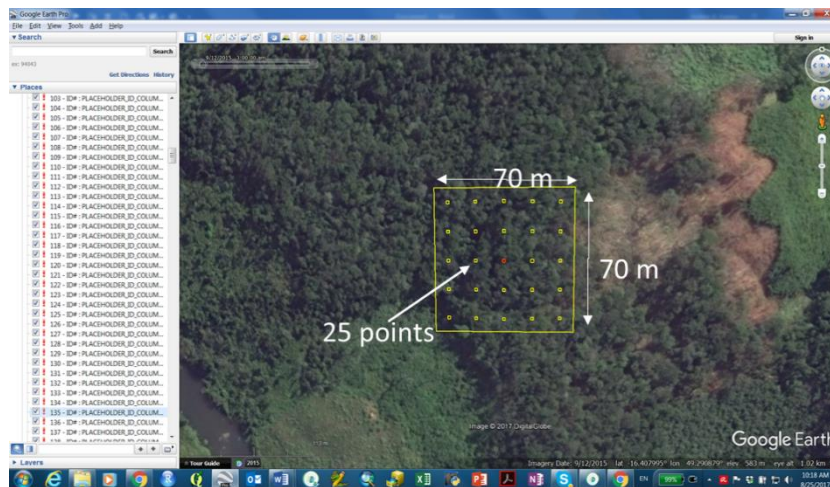 Google Earth Pro
File Edit View Tools Add Help
Search
Sign in
Search
ex: 94043
Get Directions History
Places
103 - ID# : PLACEHOLDER_ID_COLUM...
104 - ID# : PLACEHOLDER_ID_COLUM...
105 - ID# : PLACEHOLDER_ID_COLUM...
106 - ID# : PLACEHOLDER_ID_COLUM...
107 - ID# : PLACEHOLDER_ID_COLUM...
108 - ID# : PLACEHOLDER_ID_COLUM...
109 - ID# : PLACEHOLDER_ID_COLUM...
110 - ID# : PLACEHOLDER_ID_COLUM...
111 - ID# : PLACEHOLDER_ID_COLUM...
112 - ID# : PLACEHOLDER_ID_COLUM...
113 - ID# : PLACEHOLDER_ID_COLUM...
114 - ID# : PLACEHOLDER_ID_COLUM...
115 - ID# : PLACEHOLDER_ID_COLUM...
116 - ID# : PLACEHOLDER_ID_COLUM...
117 - ID# : PLACEHOLDER_ID_COLUM...
118 - ID# : PLACEHOLDER_ID_COLUM...
119 - ID# : PLACEHOLDER_ID_COLUM...
120 - ID# : PLACEHOLDER_ID_COLUM...
121 - ID# : PLACEHOLDER_ID_COLUM...
122 - ID# : PLACEHOLDER_ID_COLUM...
123 - ID# : PLACEHOLDER_ID_COLUM...
124 - ID# : PLACEHOLDER_ID_COLUM...
125 - ID# : PLACEHOLDER_ID_COLUM...
126 - ID# : PLACEHOLDER_ID_COLUM...
127 - ID# : PLACEHOLDER_ID_COLUM...
128 - ID# : PLACEHOLDER_ID_COLUM...
129 - ID# : PLACEHOLDER_ID_COLUM...
130 - ID# : PLACEHOLDER_ID_COLUM...
131 - ID# : PLACEHOLDER_ID_COLUM...
132 - ID# : PLACEHOLDER_ID_COLUM...
133 - ID# : PLACEHOLDER_ID_COLUM...
134 - ID# : PLACEHOLDER_ID_COLUM...
135 - ID# : PLACEHOLDER_ID_COLUM...
136 - ID# : PLACEHOLDER_ID_COLUM...
137 - ID# : PLACEHOLDER_ID_COLUM...
Layers
70 m
70 m
25 points
Image © 2017 DigitalGlobe
Google Earth
Tour Guide 2015
Imagery Date: 9/12/2015 lat -16.407995° lon 49.290879° elev 583 m eye alt 1.02 km
EN 99% 10:18 AM
8/25/2017